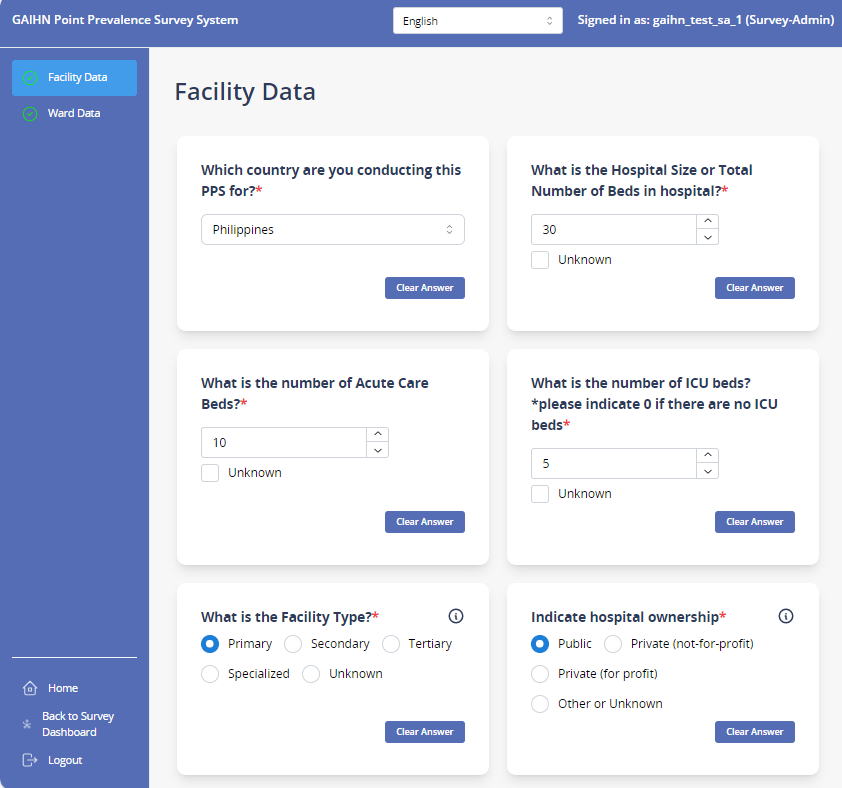 GAIHN Point Prevalence Survey System
English
Signed in as: gaihn_test_sa_1 (Survey-Admin)
Facility Data
Ward Data
Home
Back to Survey
Dashboard
Logout
Facility Data
Which country are you conducting this
PPS for?*
Philippines
Clear Answer
What is the Hospital Size or Total
Number of Beds in hospital?*
30
Unknown
Clear Answer
What is the number of Acute Care
Beds?*
10
Unknown
Clear Answer
What is the number of ICU beds?
*please indicate 0 if there are no ICU
beds*
5
Unknown
Clear Answer
What is the Facility Type?*
Primary Secondary Tertiary
Specialized Unknown
Clear Answer
Indicate hospital ownership*
Public Private (not-for-profit)
Private (for profit)
Other or Unknown
Clear Answer